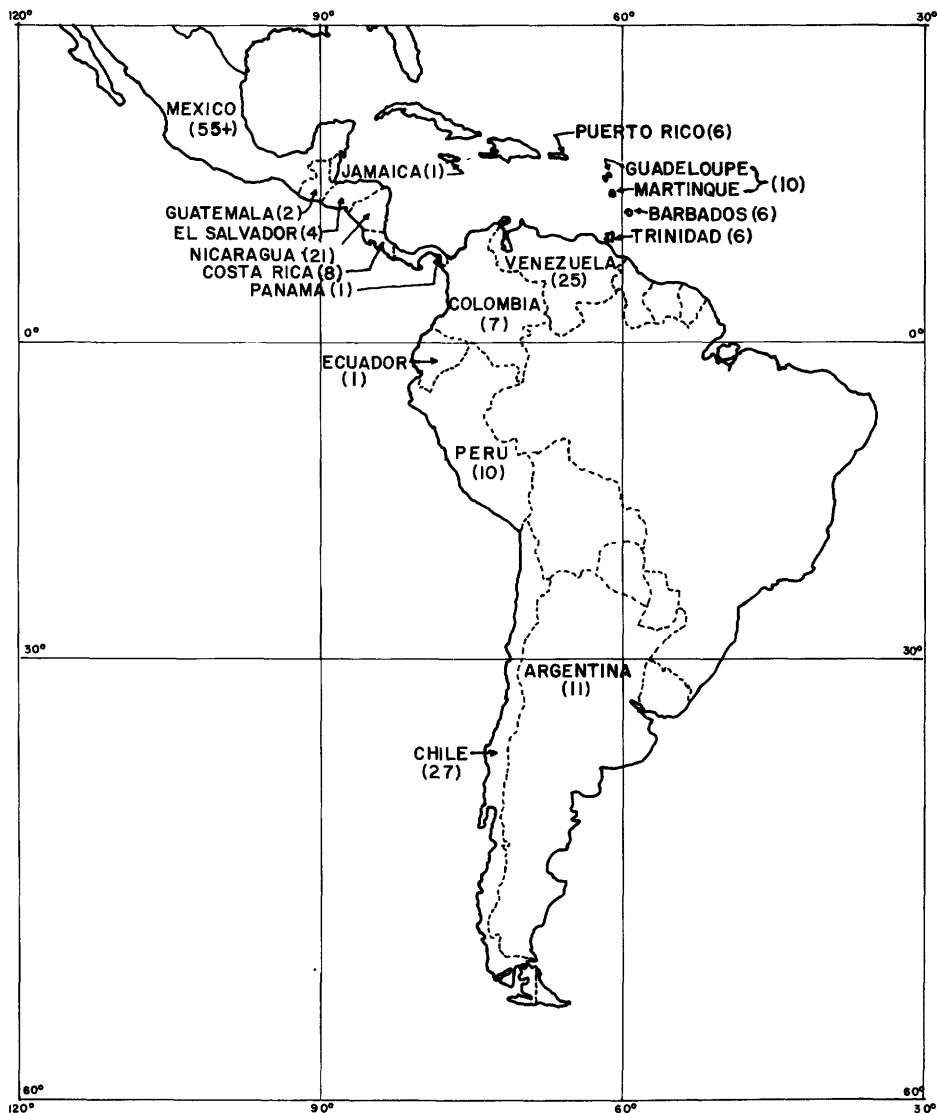 120° 90° 60° 30°
MEXICO
(55+)
PUERTO RICO(6)
JAMAICA(1)
GUADELOUPE
MARTINQUE
(10)
GUATEMALA(2)
BARBADOS (6)
EL SALVADOR(4)
TRINIDAD (6)
NICARAGUA (21)
COSTA RICA(8)
PANAMA(1)
VENEZUELA
(25)
COLOMBIA
(7)
0° 0°
ECUADOR
(1)
PERU
(10)
30° 30°
ARGENTINA
(11)
CHILE
(27)
60° 60°
120° 90° 60° 30°